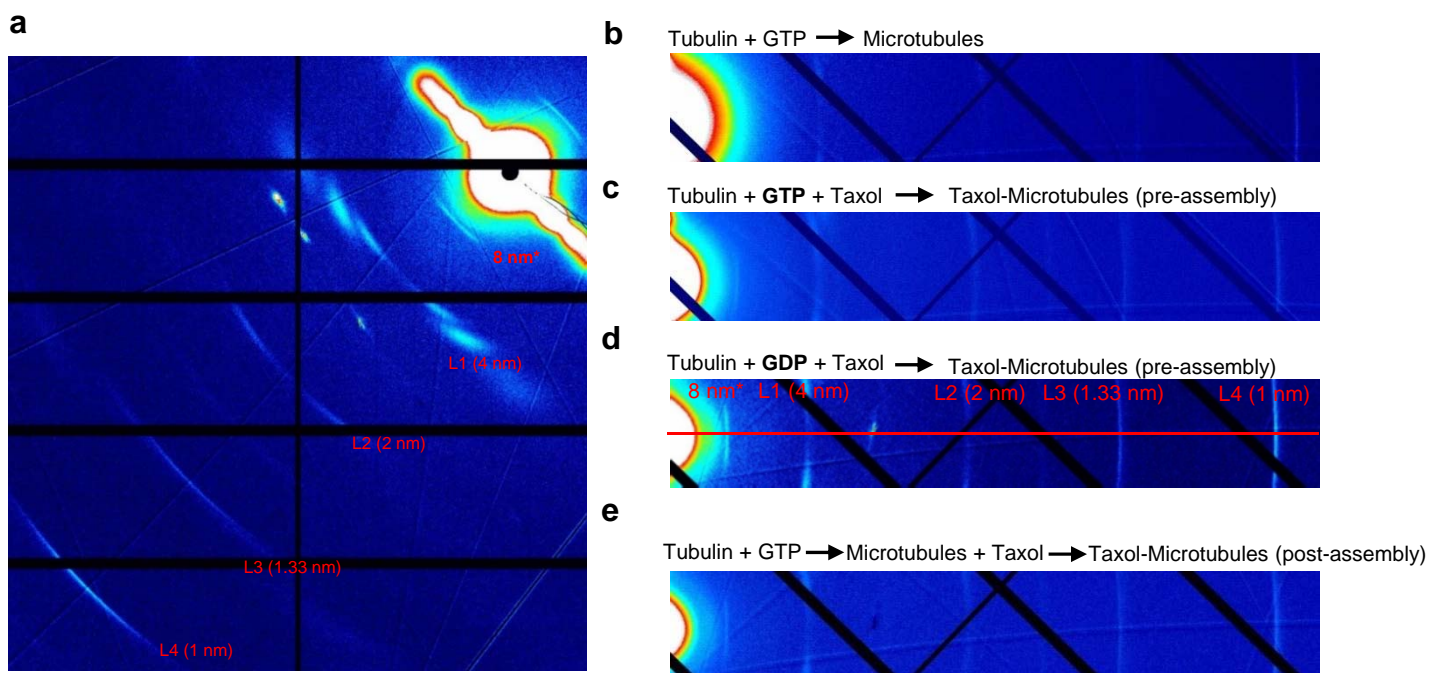 a
8 nm*
L1 (4 nm)
L2 (2 nm)
L3 (1.33 nm)
L4 (1 nm)
b
Tubulin + GTP → Microtubules
c
Tubulin + GTP + Taxol → Taxol-Microtubules (pre-assembly)
d
Tubulin + GDP + Taxol → Taxol-Microtubules (pre-assembly)
8 nm* L1 (4 nm) L2 (2 nm) L3 (1.33 nm) L4 (1 nm)
e
Tubulin + GTP → Microtubules + Taxol → Taxol-Microtubules (post-assembly)